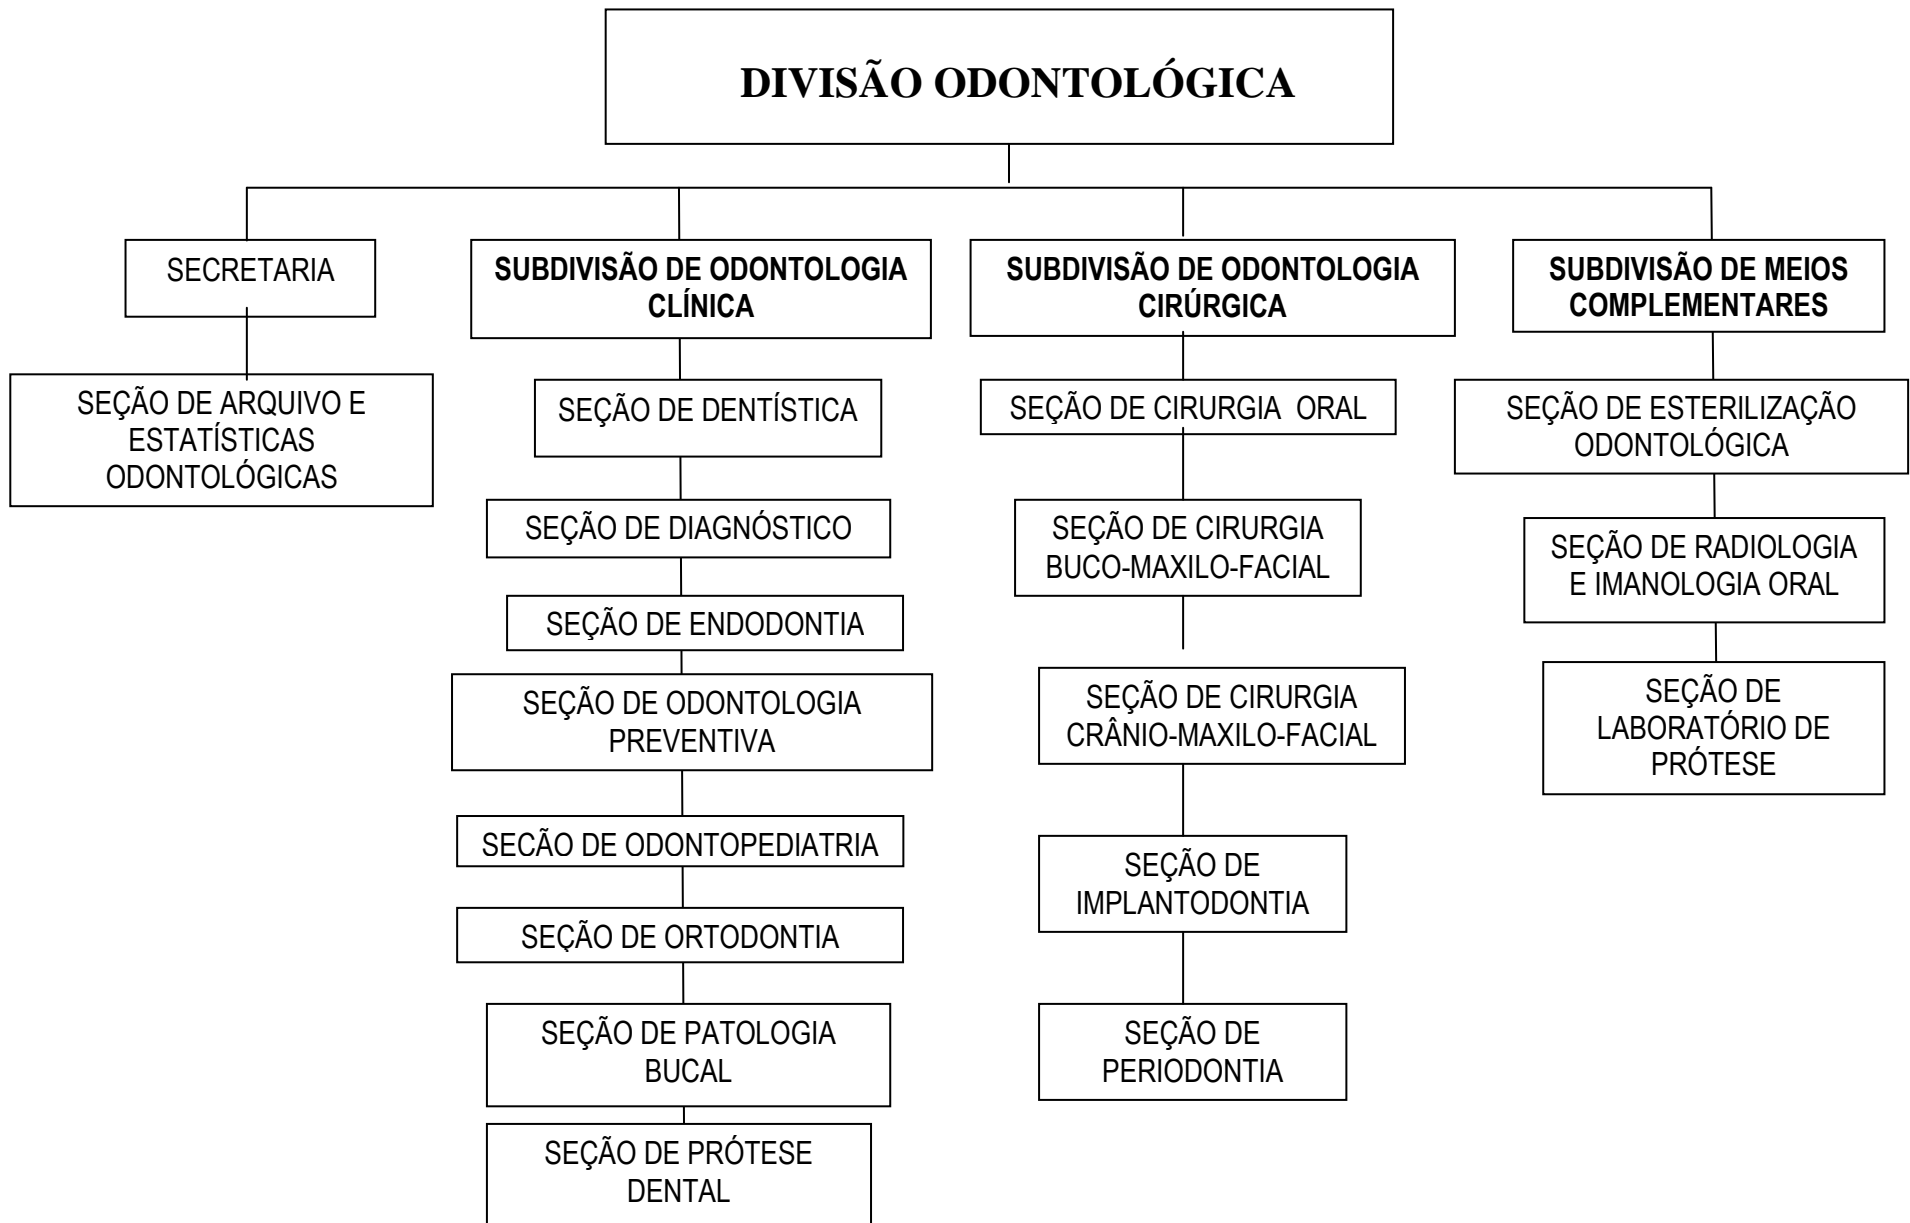 DIVISÃO ODONTOLÓGICA
SECRETARIA
SEÇÃO DE ARQUIVO E
ESTATÍSTICAS
ODONTOLÓGICAS
SUBDIVISÃO DE ODONTOLOGIA
CLÍNICA
SEÇÃO DE DENTÍSTICA
SEÇÃO DE DIAGNÓSTICO
SEÇÃO DE ENDODONTIA
SEÇÃO DE ODONTOLOGIA
PREVENTIVA
SECÃO DE ODONTOPEDIATRIA
SEÇÃO DE ORTODONTIA
SEÇÃO DE PATOLOGIA
BUCAL
SEÇÃO DE PRÓTESE
DENTAL
SUBDIVISÃO DE ODONTOLOGIA
CIRÚRGICA
SEÇÃO DE CIRURGIA  ORAL
SEÇÃO DE CIRURGIA
BUCO-MAXILO-FACIAL
SEÇÃO DE CIRURGIA
CRÂNIO-MAXILO-FACIAL
SEÇÃO DE
IMPLANTODONTIA
SEÇÃO DE
PERIODONTIA
SUBDIVISÃO DE MEIOS
COMPLEMENTARES
SEÇÃO DE ESTERILIZAÇÃO
ODONTOLÓGICA
SEÇÃO DE RADIOLOGIA
E IMANOLOGIA ORAL
SEÇÃO DE
LABORATÓRIO DE
PRÓTESE